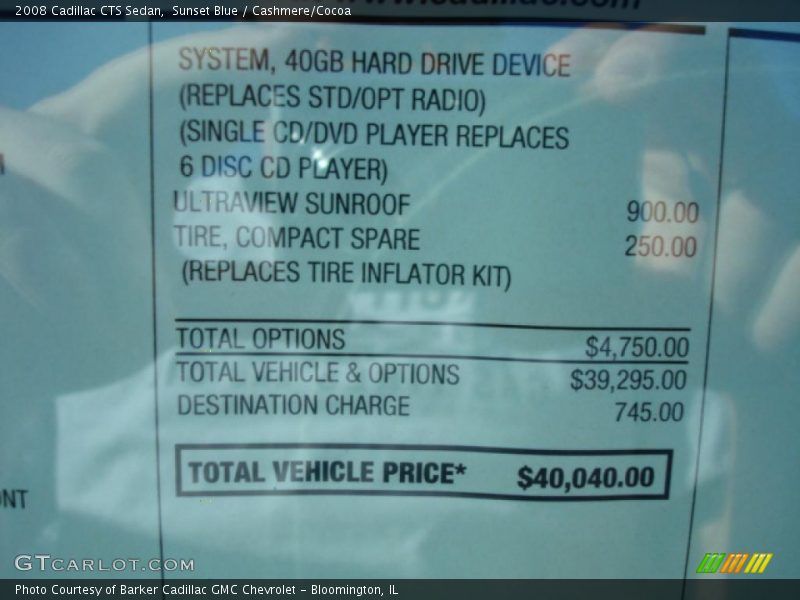 2008 Cadillac CTS Sedan, Sunset Blue / Cashmere/Cocoa
SYSTEM, 40GB HARD DRIVE DEVICE
(REPLACES STD/OPT RADIO)
(SINGLE CD/DVD PLAYER REPLACES
6 DISC CD PLAYER)
ULTRAVIEW SUNROOF 900.00
TIRE, COMPACT SPARE 250.00
(REPLACES TIRE INFLATOR KIT)
TOTAL OPTIONS $4,750.00
TOTAL VEHICLE & OPTIONS $39,295.00
DESTINATION CHARGE 745.00
TOTAL VEHICLE PRICE* $40,040.00
GTCARLOT.COM
Photo Courtesy of Barker Cadillac GMC Chevrolet - Bloomington, IL